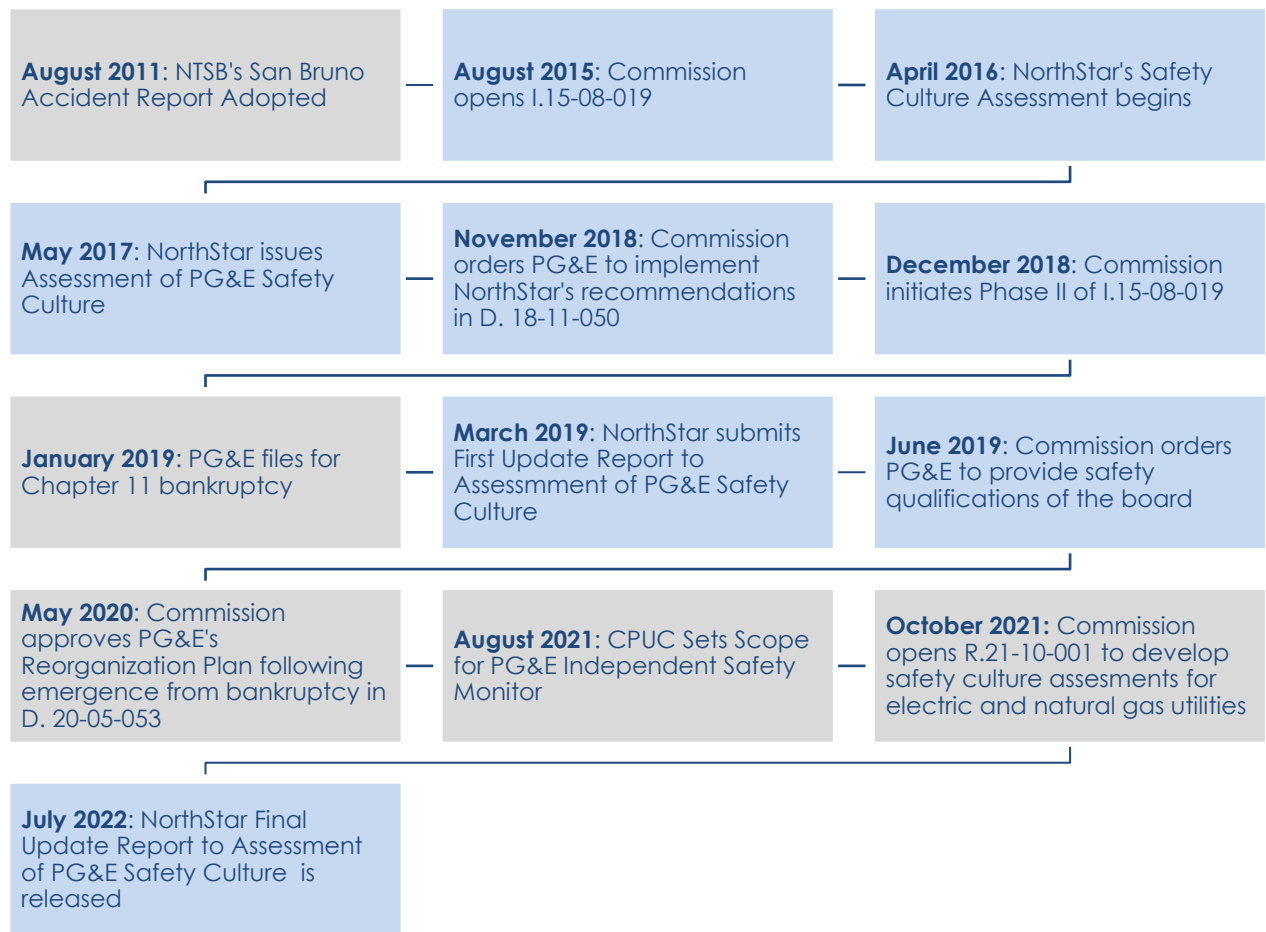 August 2011: NTSB's San Bruno
Accident Report Adopted
August 2015: Commission
opens I.15-08-019
April 2016: NorthStar's Safety
Culture Assessment begins
May 2017: NorthStar issues
Assessment of PG&E Safety
Culture
November 2018: Commission
orders PG&E to implement
NorthStar's recommendations
in D. 18-11-050
December 2018: Commission
initiates Phase II of I.15-08-019
January 2019: PG&E files for
Chapter 11 bankruptcy
March 2019: NorthStar submits
First Update Report to
Assessmment of PG&E Safety
Culture
June 2019: Commission orders
PG&E to provide safety
qualifications of the board
May 2020: Commission
approves PG&E's
Reorganization Plan following
emergence from bankruptcy in
D. 20-05-053
August 2021: CPUC Sets Scope
for PG&E Independent Safety
Monitor
October 2021: Commission
opens R.21-10-001 to develop
safety culture assesments for
electric and natural gas utilities
July 2022: NorthStar Final
Update Report to Assessment
of PG&E Safety Culture  is
released